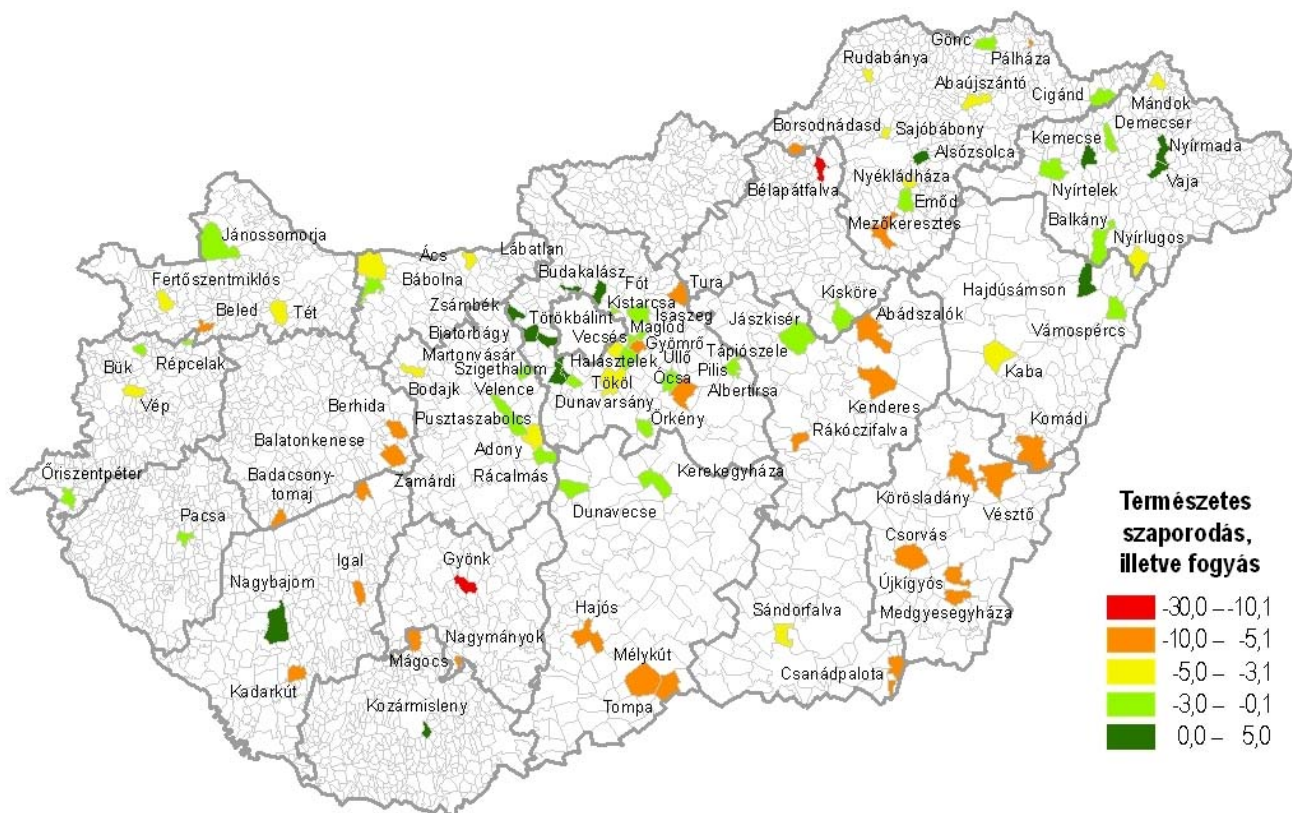 Gönc
Rudabánya
Pálháza
Abaújszántó
Cigánd
Mándok
Borsodnádasd
Sajóbábony
Kemecse
Demecser
Alsózsolca
Nyírmada
Bélapátfalva
Nyékládháza
Nyírtelek
Vaja
Emőd
Mezőkeresztes
Balkány
Nyírlugos
Jánossomorja
Ács
Lábatlan
Fertőszentmiklós
Bábolna
Budakalász
Fót
Tura
Beled
Tét
Zsámbék
Kistarcsa
Kisköre
Hajdúsámson
Törökbálint
Isaszeg
Jászkisér
Abádszalók
Vámospércs
Biatorbágy
Vecsés
Maglód
Gyömrő
Bük
Répcelak
Martonvásár
Halásztelek
Üllő
Tápiószele
Szigethalom
Kaba
Vép
Bodajk
Velence
Tököl
Ócsa
Pilis
Albertirsa
Berhida
Pusztaszabolcs
Dunavarsány
Örkény
Kenderes
Komádi
Balatonkenese
Adony
Rákóczifalva
Őriszentpéter
Badacsony-
tomaj
Zamárdi
Rácalmás
Kerekegyháza
Körösladány
Vésztő
Pacsa
Dunavecse
Csorvás
Igal
Gyönk
Nagybajom
Újkígyós
Medgyesegyháza
Hajós
Sándorfalva
Nagymányok
Mágocs
Mélykút
Csanádpalota
Kadarkút
Kozármisleny
Tompa
Természetes
szaporodás,
illetve fogyás
-30,0 – -10,1
-10,0 – -5,1
-5,0 – -3,1
-3,0 – -0,1
0,0 – 5,0